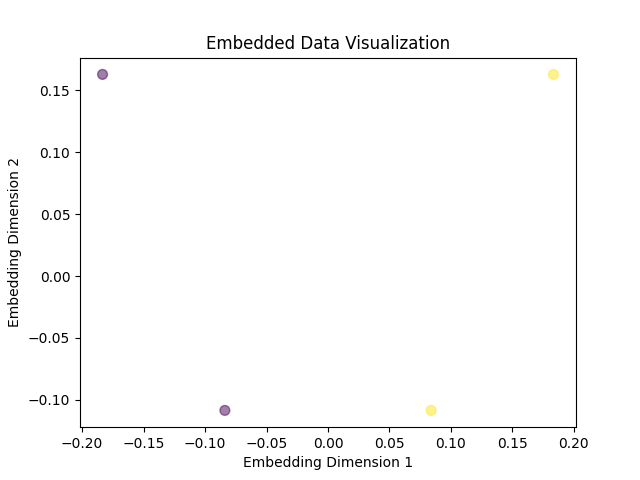 Embedded Data Visualization
Embedding Dimension 2
0.15
0.10
0.05
0.00
−0.05
−0.10
−0.20 −0.15 −0.10 −0.05 0.00 0.05 0.10 0.15 0.20
Embedding Dimension 1